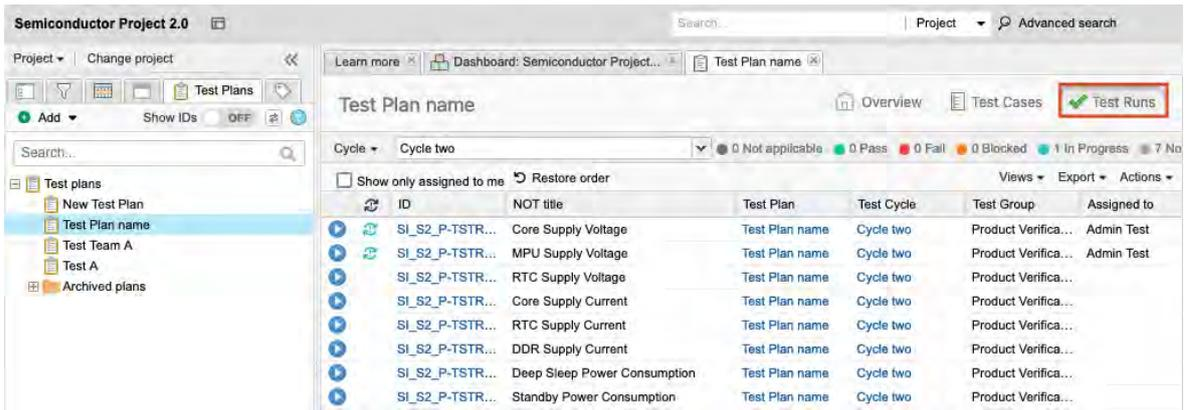 Semiconductor Project 2.0
Search... Project Advanced search
Project Change project
Learn more Dashboard: Semiconductor Project... Test Plan name
Test Plans
Add Show IDs OFF
Search...
Test plans
New Test Plan
Test Plan name
Test Team A
Test A
Archived plans
Test Plan name Overview Test Cases Test Runs
Cycle Cycle two 0 Not applicable 0 Pass 0 Fail 0 Blocked 1 In Progress 7 No
Show only assigned to me Restore order Views Export Actions
ID NOT title Test Plan Test Cycle Test Group Assigned to
SI_S2_P-TSTR... Core Supply Voltage Test Plan name Cycle two Product Verifica... Admin Test
SI_S2_P-TSTR... MPU Supply Voltage Test Plan name Cycle two Product Verifica... Admin Test
SI_S2_P-TSTR... RTC Supply Voltage Test Plan name Cycle two Product Verifica...
SI_S2_P-TSTR... Core Supply Current Test Plan name Cycle two Product Verifica...
SI_S2_P-TSTR... RTC Supply Current Test Plan name Cycle two Product Verifica...
SI_S2_P-TSTR... DDR Supply Current Test Plan name Cycle two Product Verifica...
SI_S2_P-TSTR... Deep Sleep Power Consumption Test Plan name Cycle two Product Verifica...
SI_S2_P-TSTR... Standby Power Consumption Test Plan name Cycle two Product Verifica...